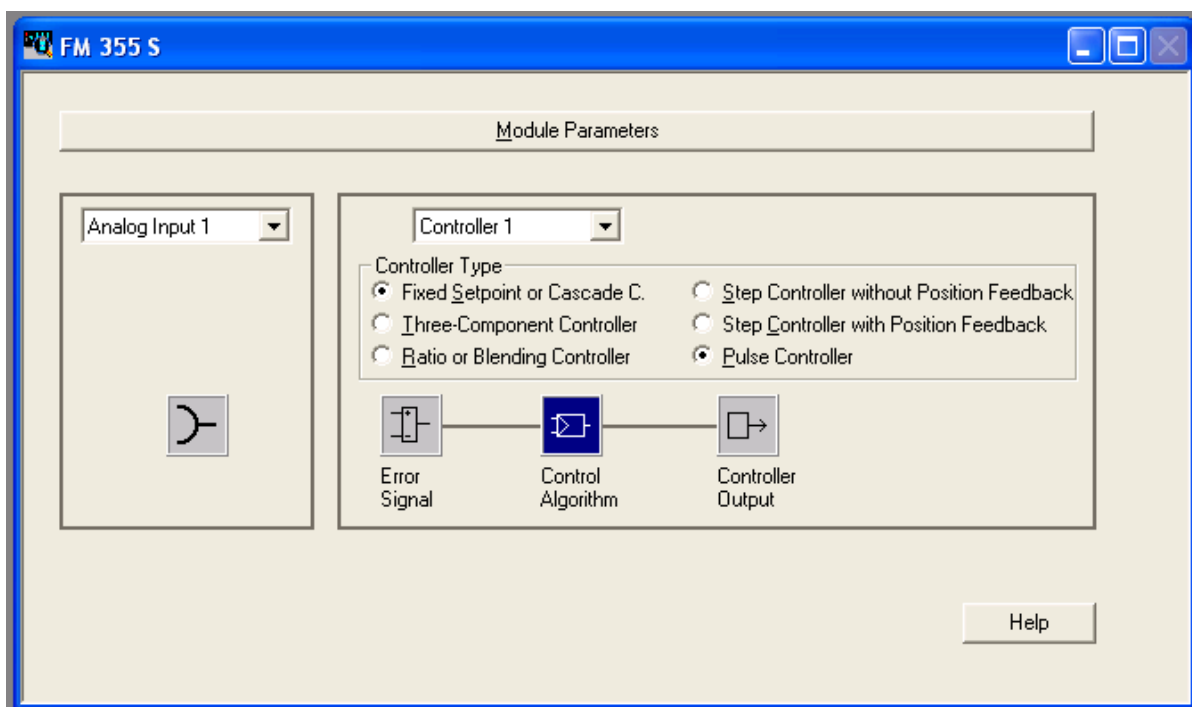 FM 355 S
Module Parameters
Analog Input 1
Controller 1
Controller Type
Fixed Setpoint or Cascade C.
Step Controller without Position Feedback
Three-Component Controller
Step Controller with Position Feedback
Ratio or Blending Controller
Pulse Controller
Error
Signal
Control
Algorithm
Controller
Output
Help